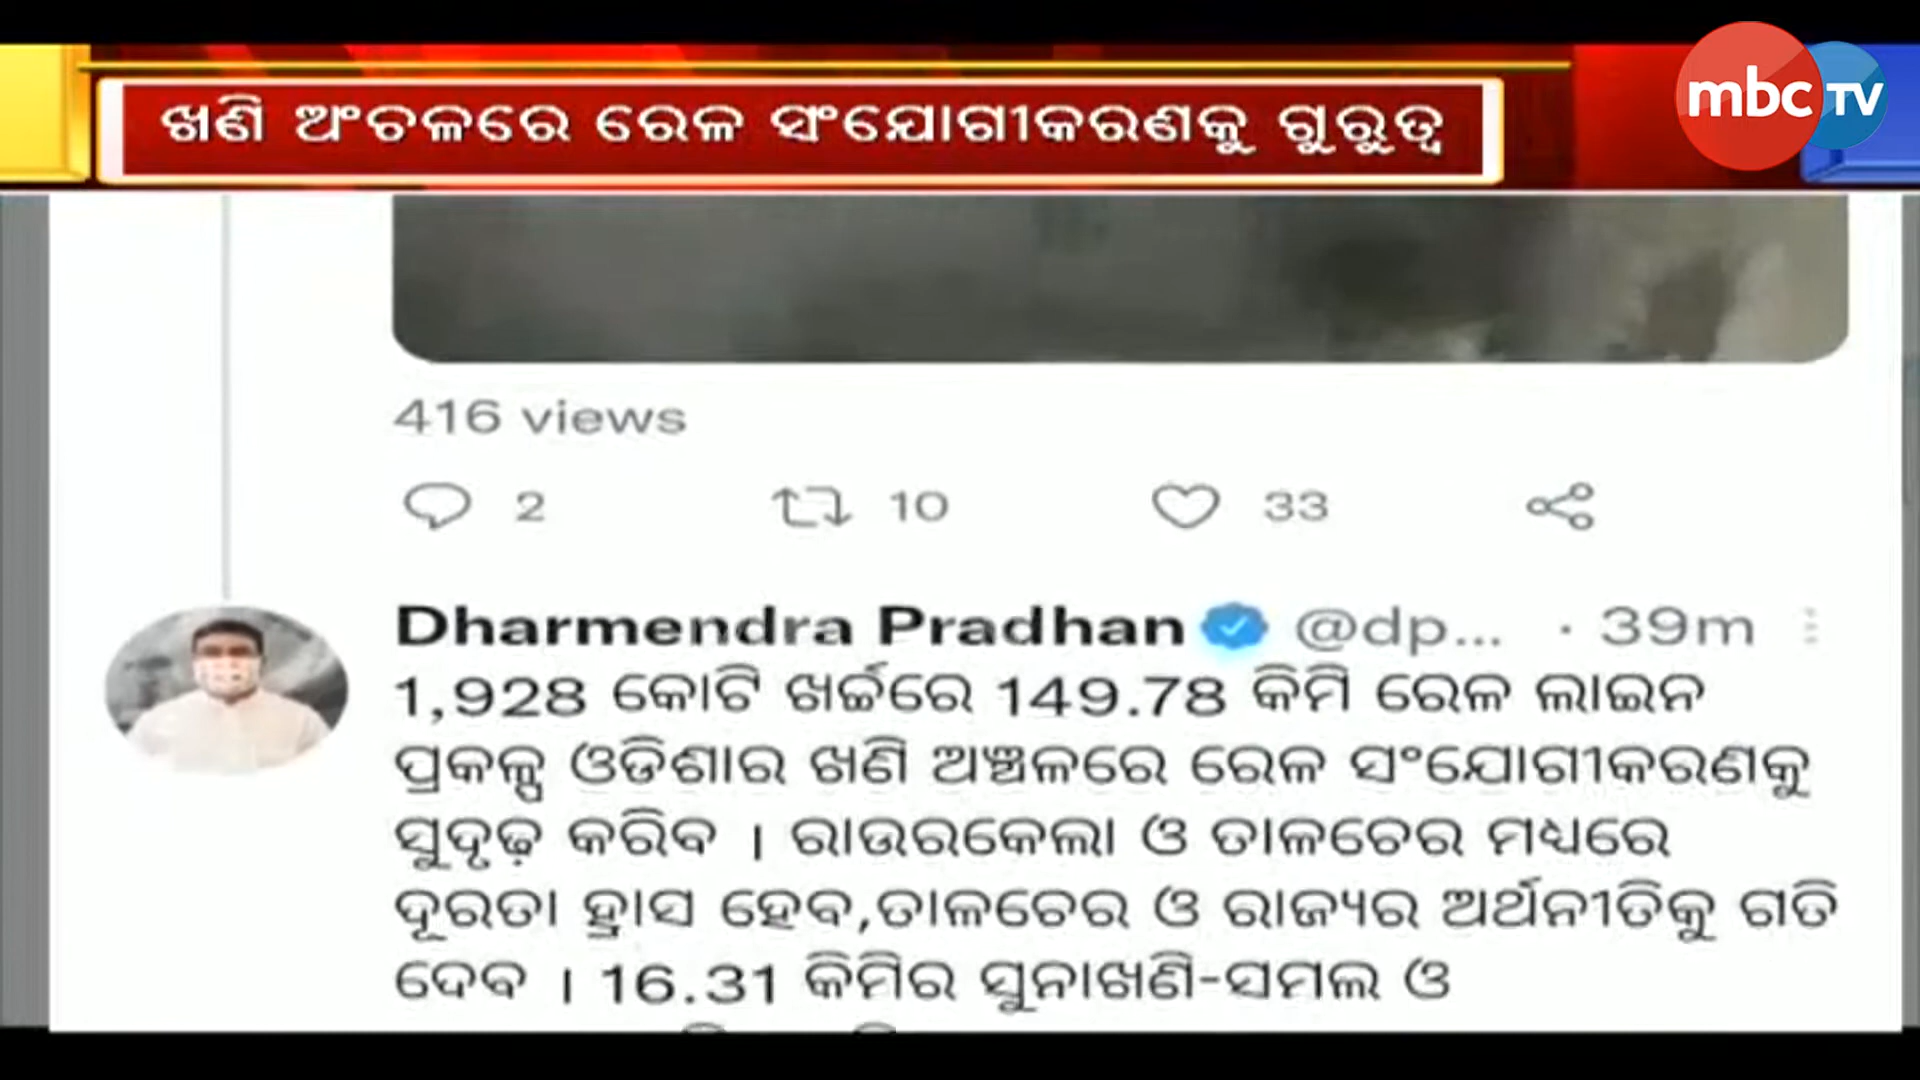 ଖଣି ଅଂଚଳରେ ରେଳ ସଂଯୋଗୀକରଣକୁ ଗୁରୁତ୍ୱ
mbc TV
416 views
2 10 33
Dharmendra Pradhan @dp... · 39m
1,928 କୋଟି ଖର୍ଚ୍ଚରେ 149.78 କିମି ରେଳ ଲାଇନ
ପ୍ରକଳ୍ପ ଓଡିଶାର ଖଣି ଅଞ୍ଚଳରେ ରେଳ ସଂଯୋଗୀକରଣକୁ
ସୁଦୃଢ଼ କରିବ । ରାଉରକେଲା ଓ ତାଳଚେର ମଧ୍ୟରେ
ଦୂରତା ହ୍ରାସ ହେବ,ତାଳଚେର ଓ ରାଜ୍ୟର ଅର୍ଥନୀତିକୁ ଗତି
ଦେବ । 16.31 କିମିର ସୁନାଖଣି-ସମଲ ଓ